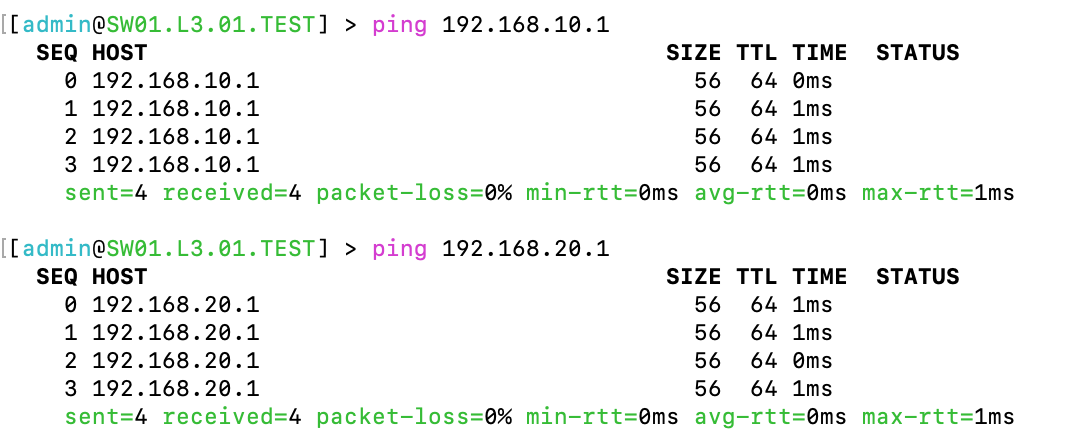 [[admin@SW01.L3.01.TEST] > ping 192.168.10.1
SEQ HOST SIZE TTL TIME STATUS
0 192.168.10.1 56 64 0ms
1 192.168.10.1 56 64 1ms
2 192.168.10.1 56 64 1ms
3 192.168.10.1 56 64 1ms
sent=4 received=4 packet-loss=0% min-rtt=0ms avg-rtt=0ms max-rtt=1ms
[[admin@SW01.L3.01.TEST] > ping 192.168.20.1
SEQ HOST SIZE TTL TIME STATUS
0 192.168.20.1 56 64 1ms
1 192.168.20.1 56 64 1ms
2 192.168.20.1 56 64 0ms
3 192.168.20.1 56 64 1ms
sent=4 received=4 packet-loss=0% min-rtt=0ms avg-rtt=0ms max-rtt=1ms